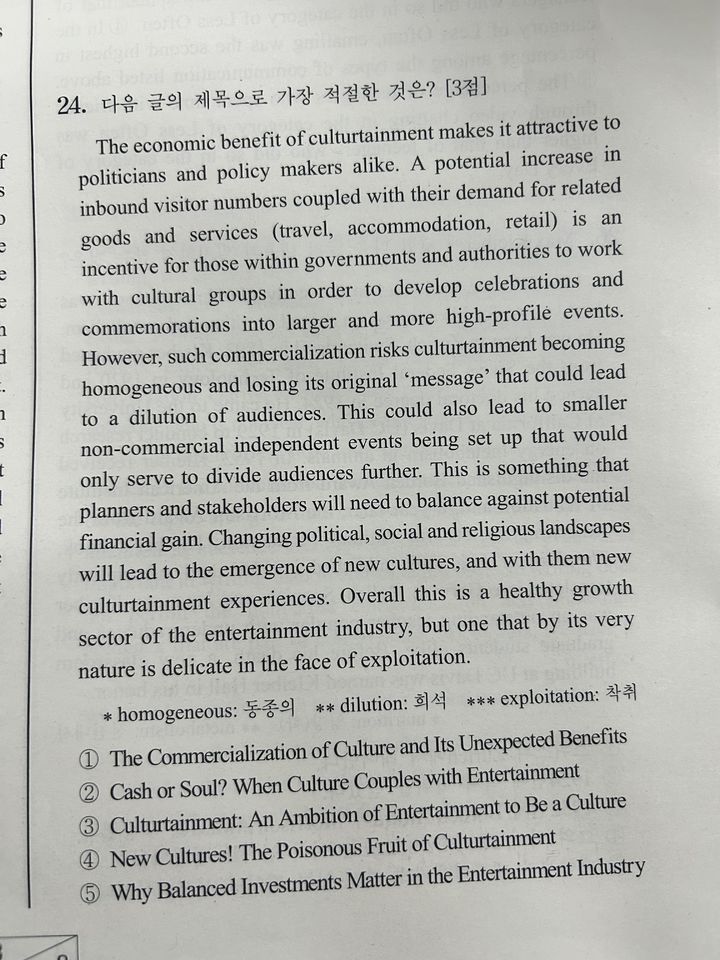 24. 다음 글의 제목으로 가장 적절한 것은? [3점]
The economic benefit of culturtainment makes it attractive to
politicians and policy makers alike. A potential increase in
inbound visitor numbers coupled with their demand for related
goods and services (travel, accommodation, retail) is an
incentive for those within governments and authorities to work
with cultural groups in order to develop celebrations and
commemorations into larger and more high-profile events.
However, such commercialization risks culturtainment becoming
homogeneous and losing its original ‘message’ that could lead
to a dilution of audiences. This could also lead to smaller
non-commercial independent events being set up that would
only serve to divide audiences further. This is something that
planners and stakeholders will need to balance against potential
financial gain. Changing political, social and religious landscapes
will lead to the emergence of new cultures, and with them new
culturtainment experiences. Overall this is a healthy growth
sector of the entertainment industry, but one that by its very
nature is delicate in the face of exploitation.
* homogeneous: 동종의 ** dilution: 희석 *** exploitation: 착취
① The Commercialization of Culture and Its Unexpected Benefits
② Cash or Soul? When Culture Couples with Entertainment
③ Culturtainment: An Ambition of Entertainment to Be a Culture
④ New Cultures! The Poisonous Fruit of Culturtainment
⑤ Why Balanced Investments Matter in the Entertainment Industry